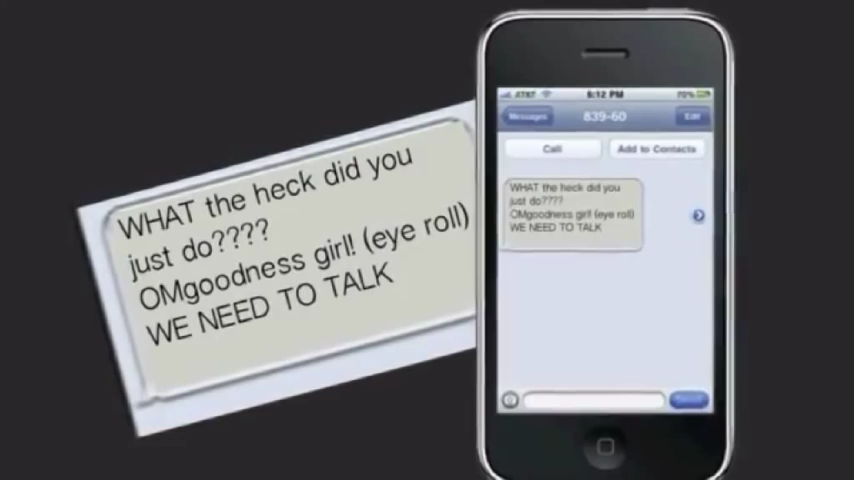 WHAT the heck did you
just do????
OMgoodness girl! (eye roll)
WE NEED TO TALK
AT&T 5:12 PM 70%
Messages 839-60 Edit
Call Add to Contacts
WHAT the heck did you
just do????
OMgoodness girl! (eye roll)
WE NEED TO TALK